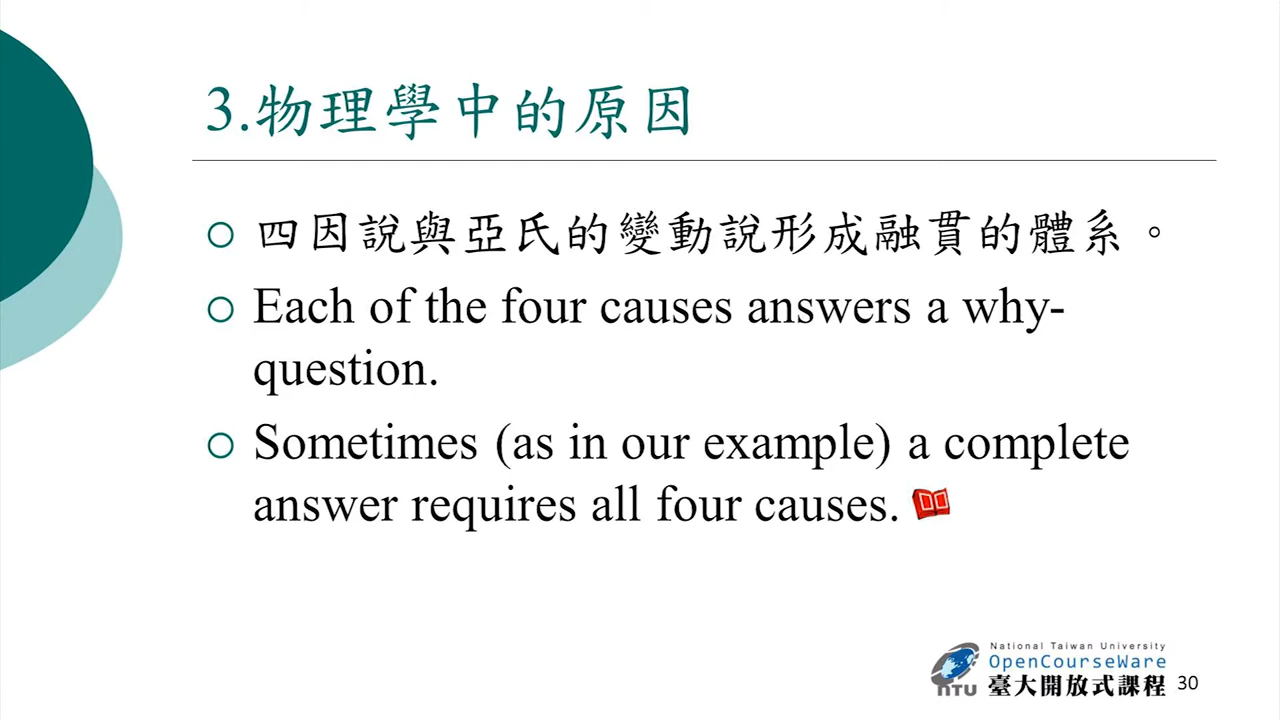 3.物理學中的原因
四因說與亞氏的變動說形成融貫的體系。
Each of the four causes answers a why-
question.
Sometimes (as in our example) a complete
answer requires all four causes.
National Taiwan University
OpenCourseWare
NTU
臺大開放式課程
30